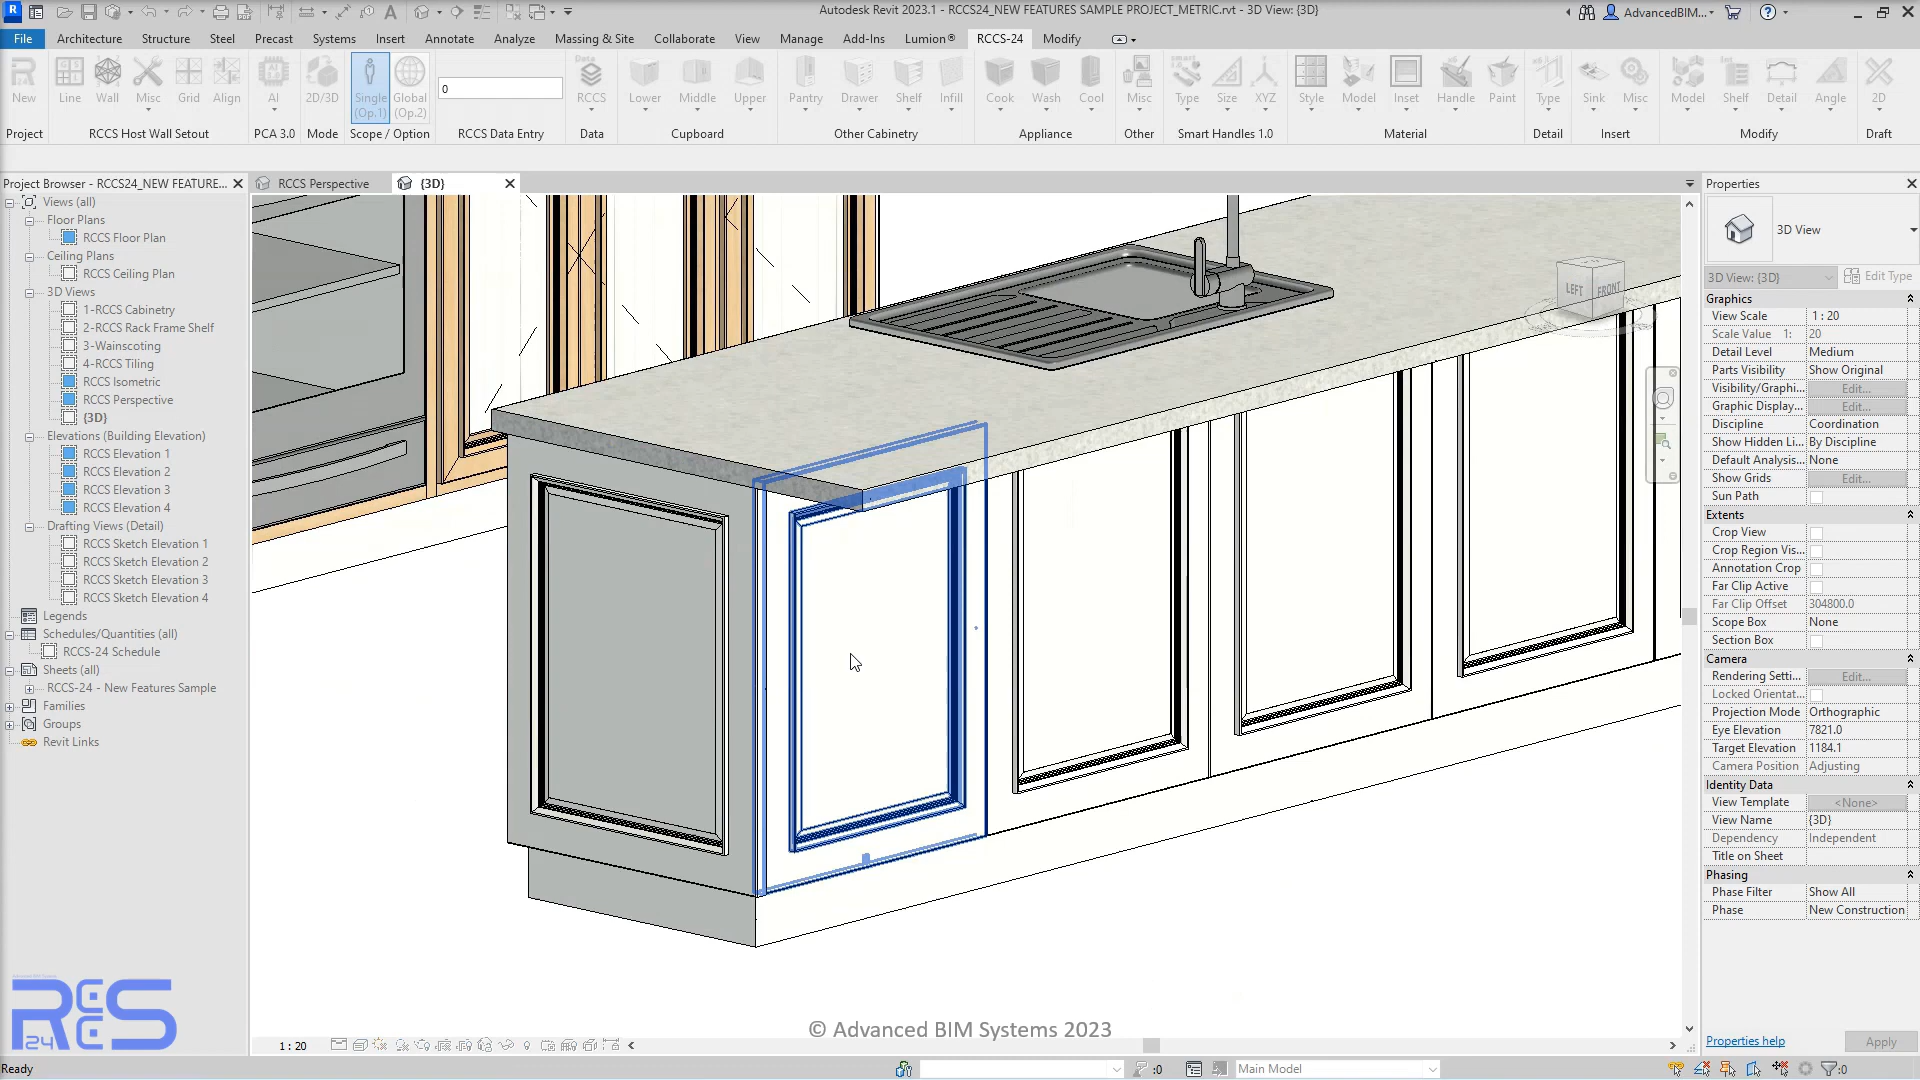 Autodesk Revit 2023.1 - RCCS24_NEW FEATURES SAMPLE PROJECT_METRIC.rvt - 3D View: {3D}
AdvancedBIM...
File Architecture Structure Steel Precast Systems Insert Annotate Analyze Massing & Site Collaborate View Manage Add-Ins Lumion® RCCS-24 Modify
New Line Wall Misc Grid Align AI 2D/3D Single (Op.1) Global (Op.2) 0 Data RCCS Lower Middle Upper Pantry Drawer Shelf Infill Cook Wash Cool Misc Type Size XYZ Style Model Inset Handle Paint Type Sink Misc Model Shelf Detail Angle 2D
Project RCCS Host Wall Setout PCA 3.0 Mode Scope / Option RCCS Data Entry Data Cupboard Other Cabinetry Appliance Other Smart Handles 1.0 Material Detail Insert Modify Draft
Project Browser - RCCS24_NEW FEATURE...
RCCS Perspective
{3D}
Views (all)
Floor Plans
RCCS Floor Plan
Ceiling Plans
RCCS Ceiling Plan
3D Views
1-RCCS Cabinetry
2-RCCS Rack Frame Shelf
3-Wainscoting
4-RCCS Tiling
RCCS Isometric
RCCS Perspective
{3D}
Elevations (Building Elevation)
RCCS Elevation 1
RCCS Elevation 2
RCCS Elevation 3
RCCS Elevation 4
Drafting Views (Detail)
RCCS Sketch Elevation 1
RCCS Sketch Elevation 2
RCCS Sketch Elevation 3
RCCS Sketch Elevation 4
Legends
Schedules/Quantities (all)
RCCS-24 Schedule
Sheets (all)
RCCS-24 - New Features Sample
Families
Groups
Revit Links
LEFT FRONT
Properties
3D View
3D View: {3D} Edit Type
Graphics
View Scale 1 : 20
Scale Value 1: 20
Detail Level Medium
Parts Visibility Show Original
Visibility/Graphi... Edit...
Graphic Display... Edit...
Discipline Coordination
Show Hidden Li... By Discipline
Default Analysis... None
Show Grids Edit...
Sun Path
Extents
Crop View
Crop Region Vis...
Annotation Crop
Far Clip Active
Far Clip Offset 304800.0
Scope Box None
Section Box
Camera
Rendering Setti... Edit...
Locked Orientat...
Projection Mode Orthographic
Eye Elevation 7821.0
Target Elevation 1184.1
Camera Position Adjusting
Identity Data
View Template <None>
View Name {3D}
Dependency Independent
Title on Sheet
Phasing
Phase Filter Show All
Phase New Construction
Properties help Apply
RCCS 24
© Advanced BIM Systems 2023
1 : 20
Ready
:0
Main Model
:0